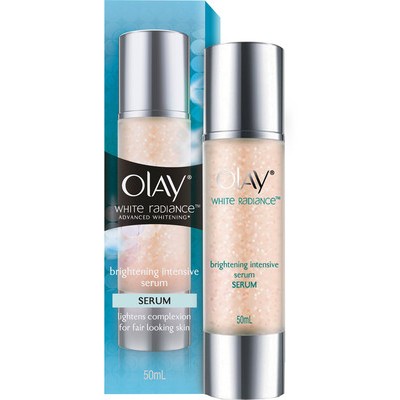 OLAY®
WHITE RADIANCE™
ADVANCED WHITENING*
brightening intensive
serum
SERUM
lightens complexion
for fair looking skin
50mL
OLAY®
WHITE RADIANCE™
brightening intensive
serum
SERUM
50mL